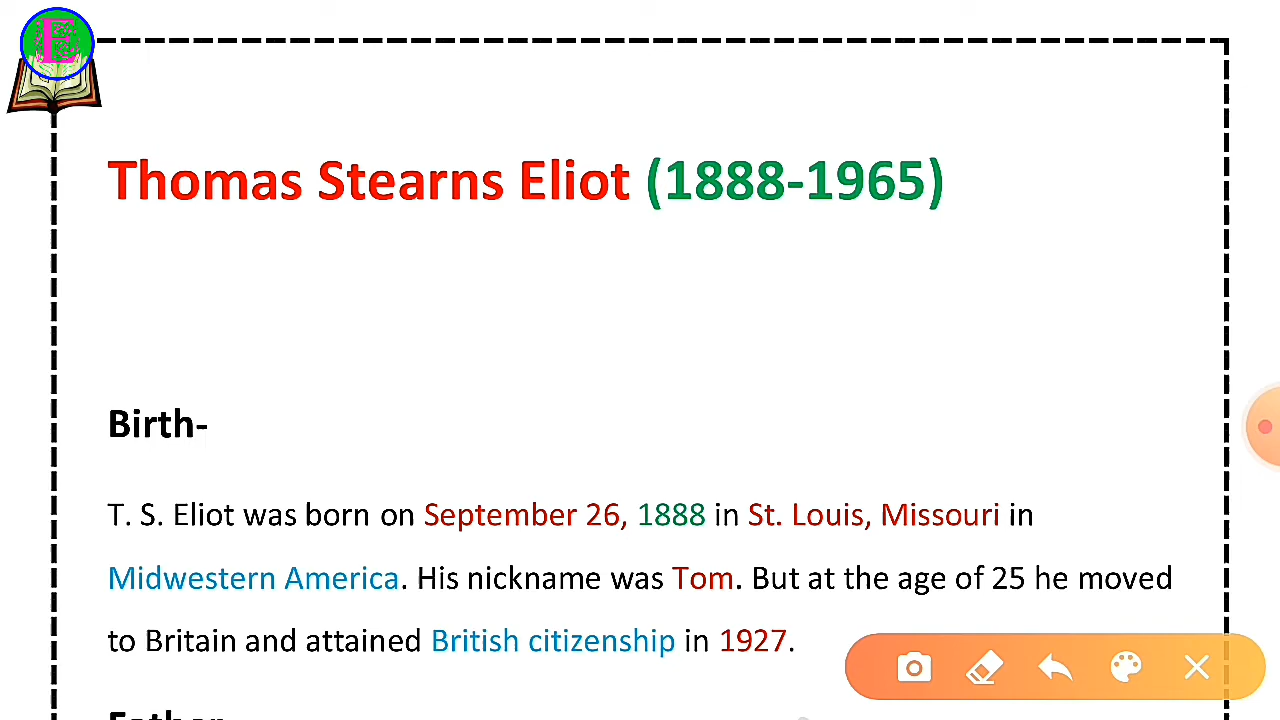 E
Thomas Stearns Eliot (1888-1965)
Birth-
T. S. Eliot was born on September 26, 1888 in St. Louis, Missouri in
Midwestern America. His nickname was Tom. But at the age of 25 he moved
to Britain and attained British citizenship in 1927.
Father